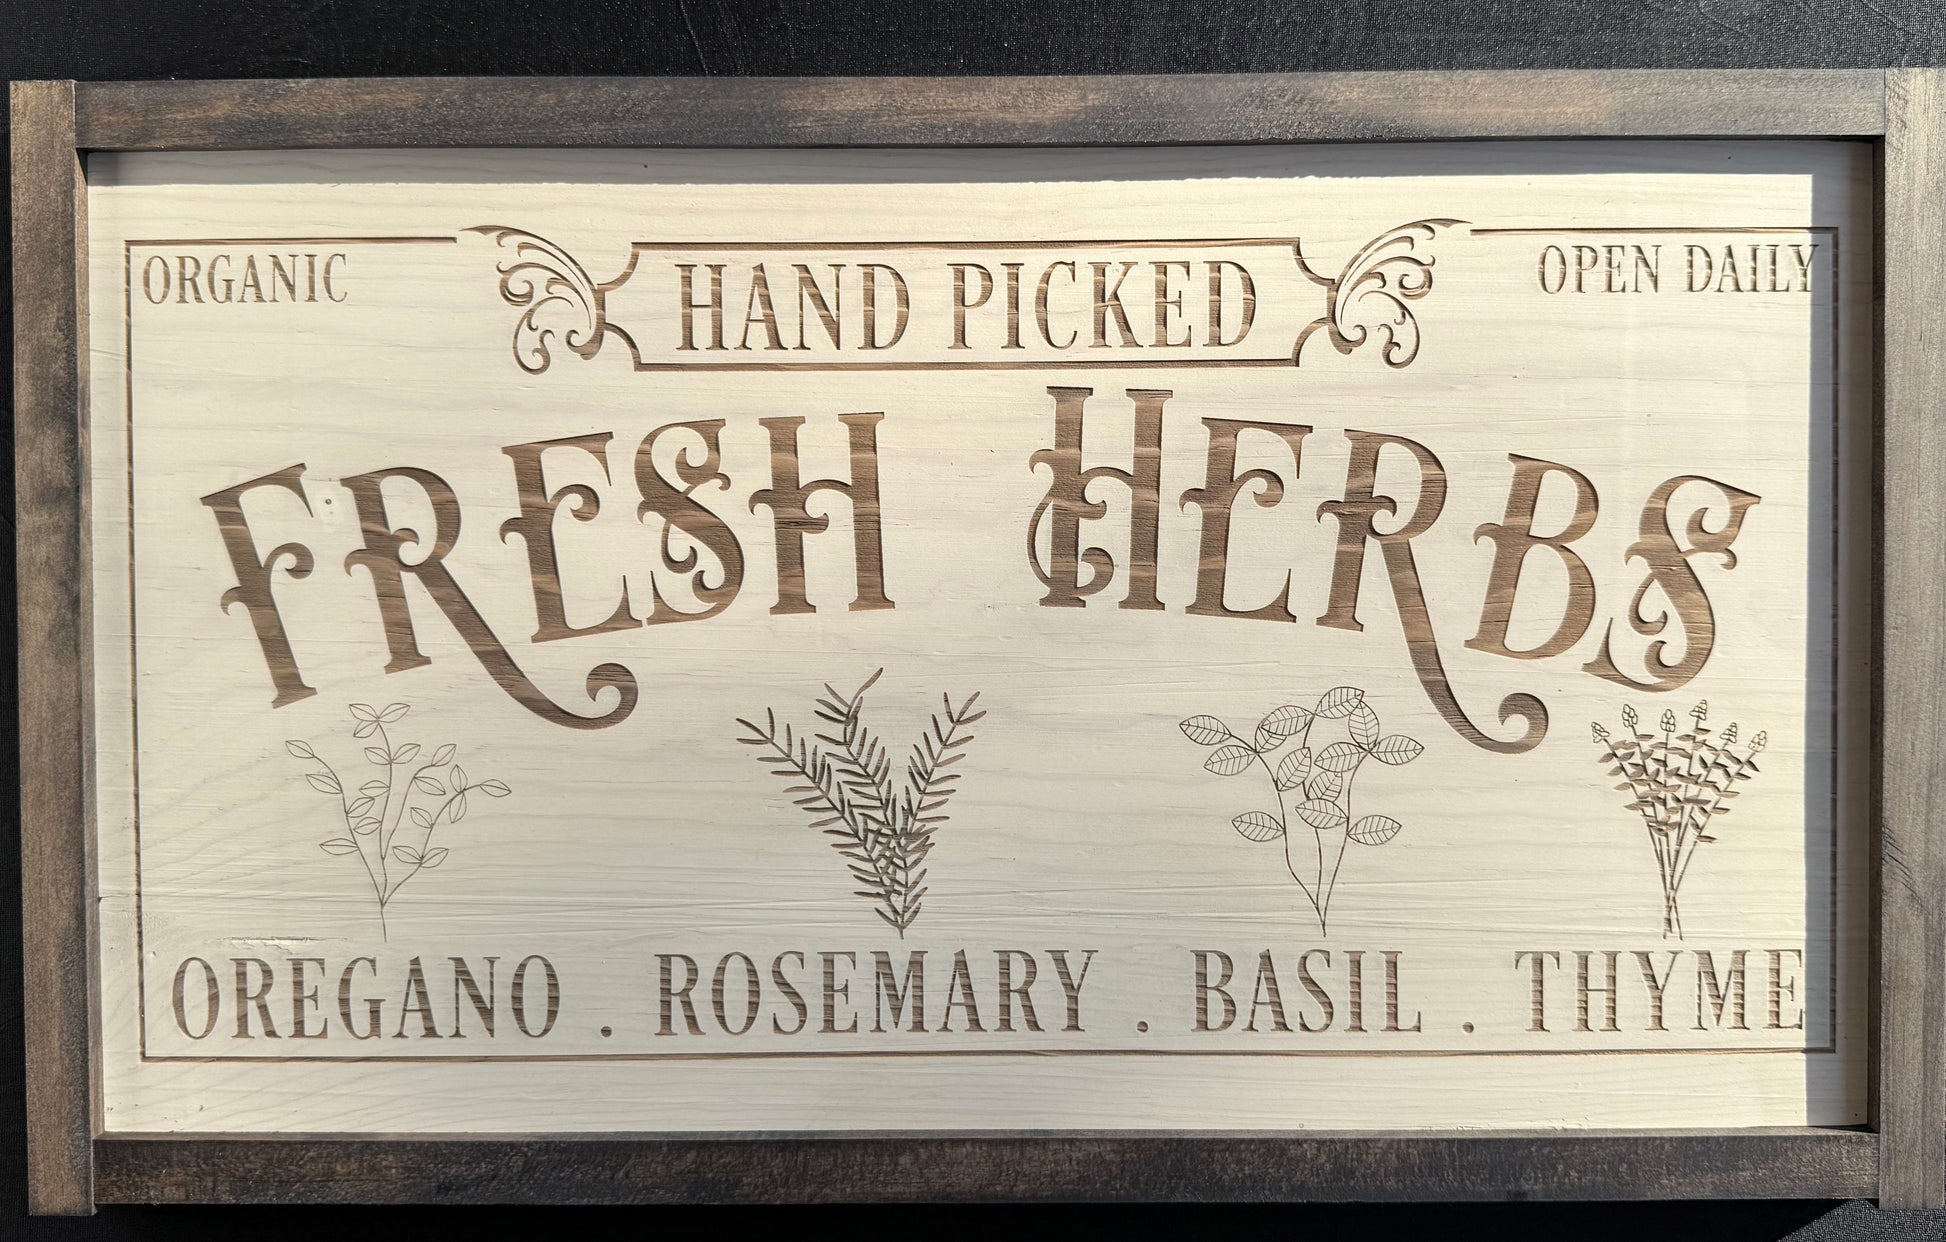 ORGANIC
HAND PICKED
OPEN DAILY
FRESH HERBS
OREGANO . ROSEMARY . BASIL . THYME